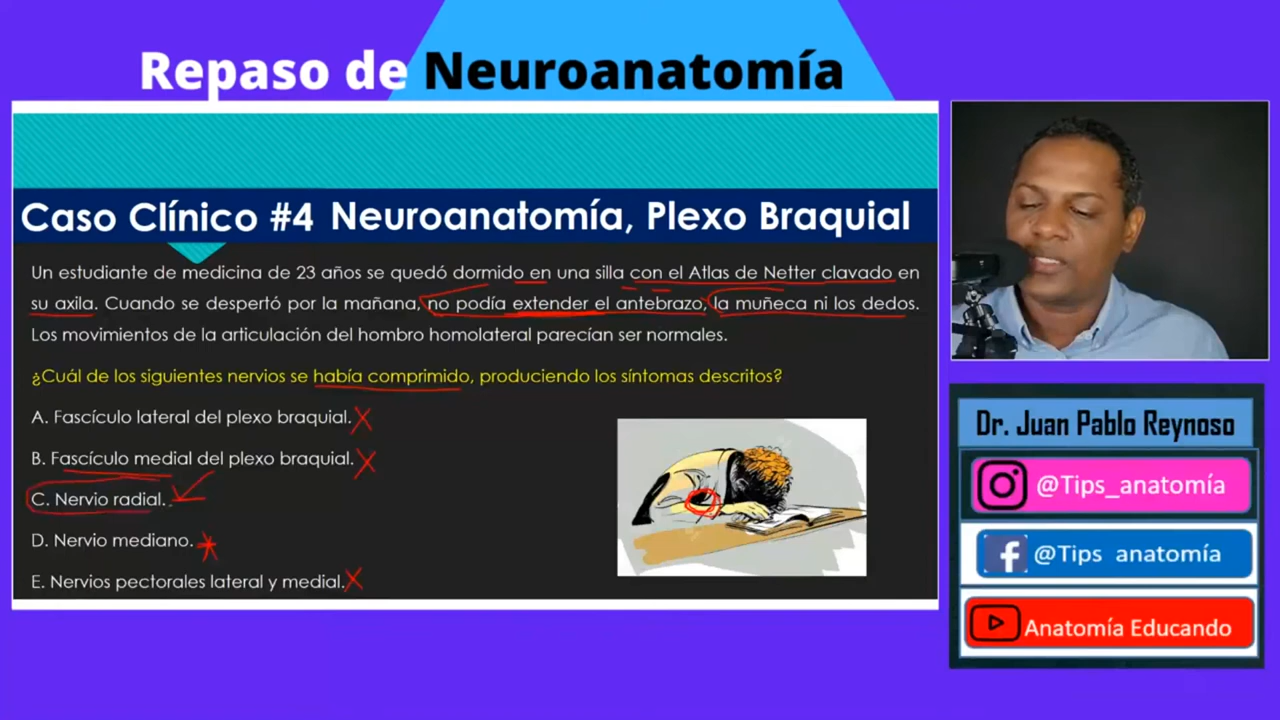 Repaso de Neuroanatomía
Caso Clínico #4 Neuroanatomía, Plexo Braquial
Un estudiante de medicina de 23 años se quedó dormido en una silla con el Atlas de Netter clavado en
su axila. Cuando se despertó por la mañana, no podía extender el antebrazo, la muñeca ni los dedos.
Los movimientos de la articulación del hombro homolateral parecían ser normales.
¿Cuál de los siguientes nervios se había comprimido, produciendo los síntomas descritos?
A. Fascículo lateral del plexo braquial.
B. Fascículo medial del plexo braquial.
C. Nervio radial.
D. Nervio mediano.
E. Nervios pectorales lateral y medial.
Dr. Juan Pablo Reynoso
@Tips_anatomía
@Tips anatomía
Anatomía Educando